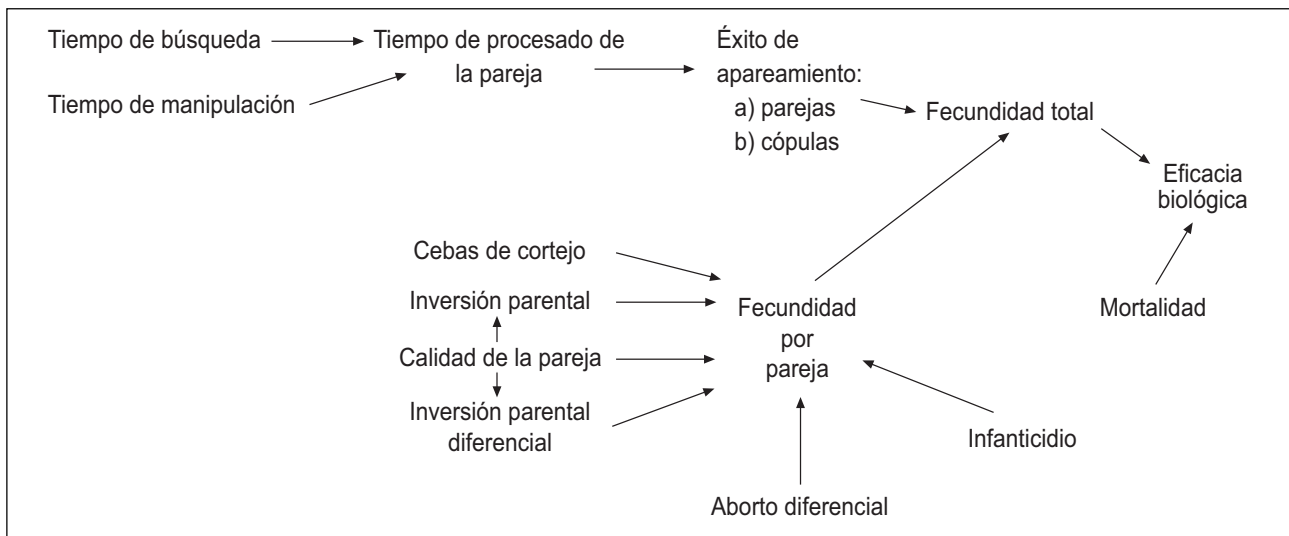 Tiempo de búsqueda
Tiempo de manipulación
Tiempo de procesado de
la pareja
Éxito de
apareamiento:
a) parejas
b) cópulas
Fecundidad total
Eficacia
biológica
Mortalidad
Cebas de cortejo
Inversión parental
Calidad de la pareja
Inversión parental
diferencial
Fecundidad
por
pareja
Infanticidio
Aborto diferencial